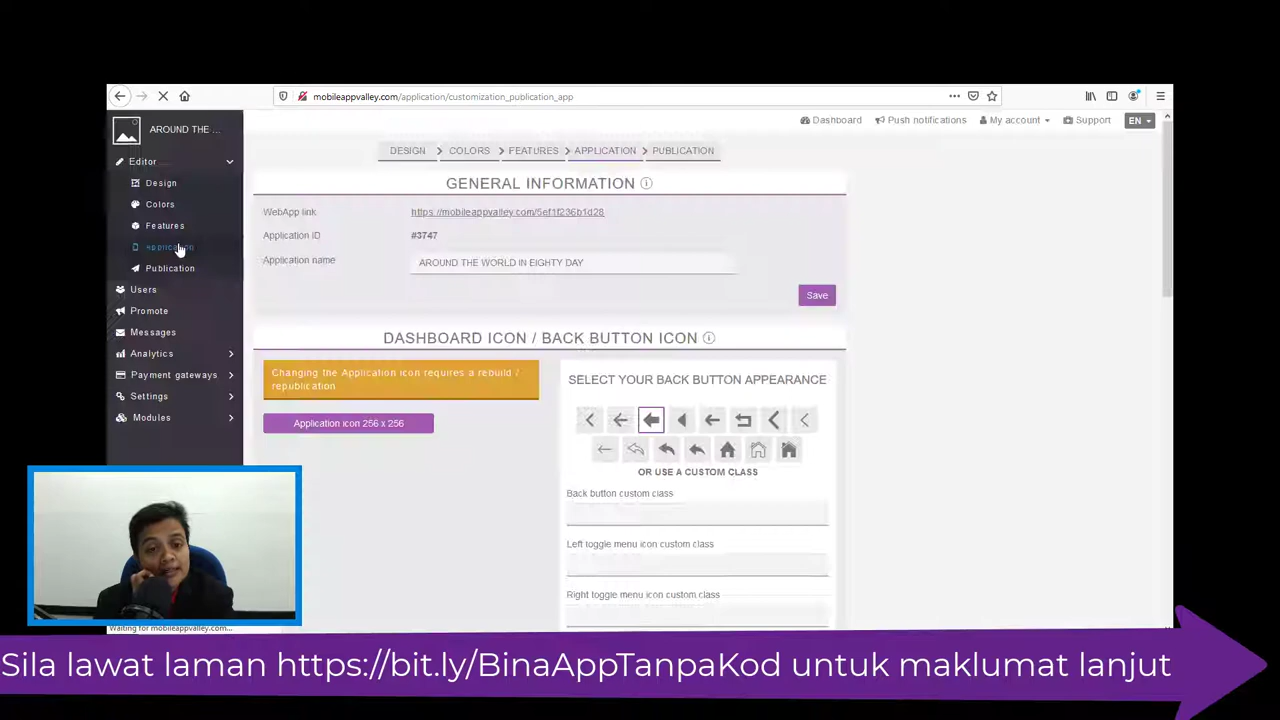 mobileappvalley.com/application/customization_publication_app
AROUND THE ...
Dashboard
Push notifications
My account
Support
EN
Editor
Design
Colors
Features
Application
Publication
Users
Promote
Messages
Analytics
Payment gateways
Settings
Modules
DESIGN
COLORS
FEATURES
APPLICATION
PUBLICATION
GENERAL INFORMATION
WebApp link
https://mobileappvalley.com/5ef1f236b1d28
Application ID
#3747
Application name
AROUND THE WORLD IN EIGHTY DAY
Save
DASHBOARD ICON / BACK BUTTON ICON
Changing the Application icon requires a rebuild /
republication
Application icon 256 x 256
SELECT YOUR BACK BUTTON APPEARANCE
OR USE A CUSTOM CLASS
Back button custom class
Left toggle menu icon custom class
Right toggle menu icon custom class
Waiting for mobileappvalley.com...
Sila lawat laman https://bit.ly/BinaAppTanpaKod untuk maklumat lanjut